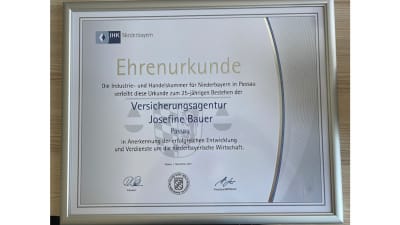 IHK Niederbayern
Ehrenurkunde
Die Industrie- und Handelskammer für Niederbayern in Passau
verleiht diese Urkunde zum 25-jährigen Bestehen der
Versicherungsagentur
Josefine Bauer
Passau
in Anerkennung der erfolgreichen Entwicklung
und Verdienste um die niederbayerische Wirtschaft.